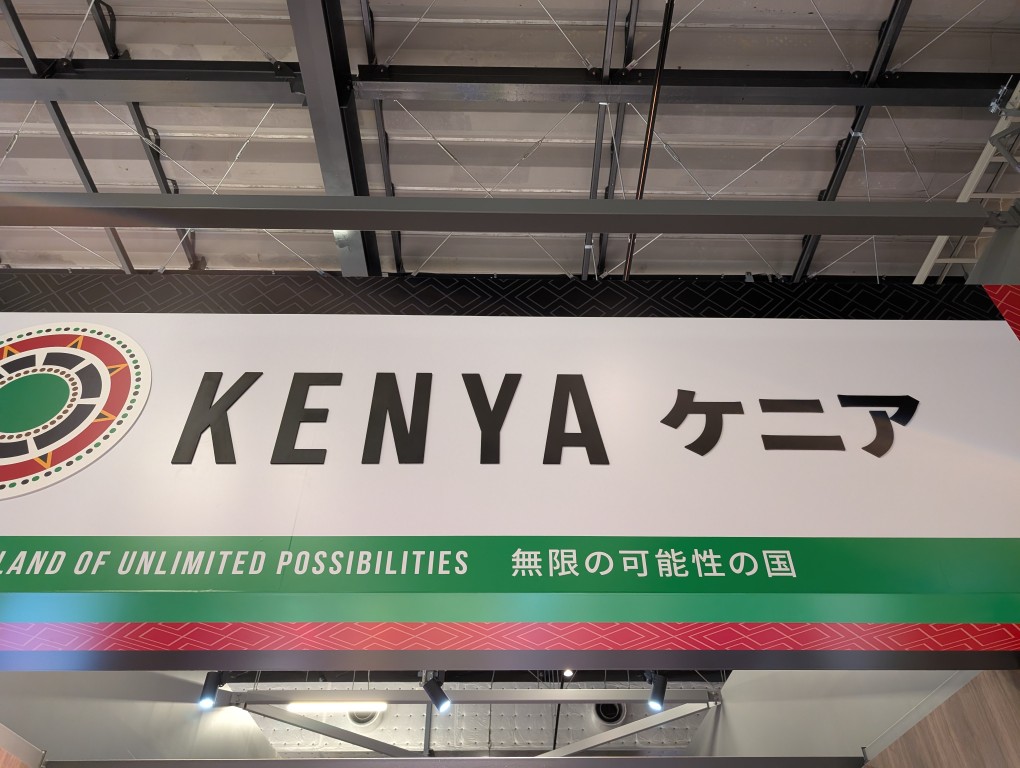 KENYA ケニア
LAND OF UNLIMITED POSSIBILITIES 無限の可能性の国